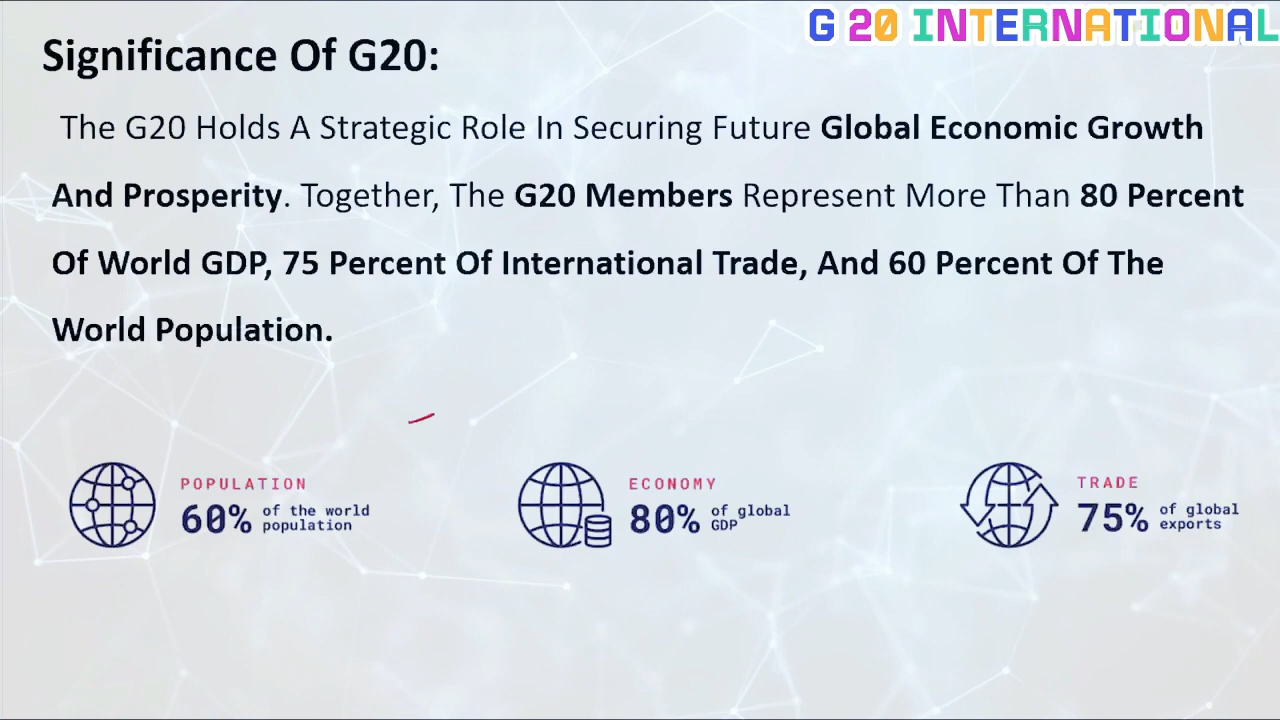 G 20 INTERNATIONAL
Significance Of G20:
The G20 Holds A Strategic Role In Securing Future Global Economic Growth
And Prosperity. Together, The G20 Members Represent More Than 80 Percent
Of World GDP, 75 Percent Of International Trade, And 60 Percent Of The
World Population.
POPULATION
60% of the world
population
ECONOMY
80% of global
GDP
TRADE
75% of global
exports